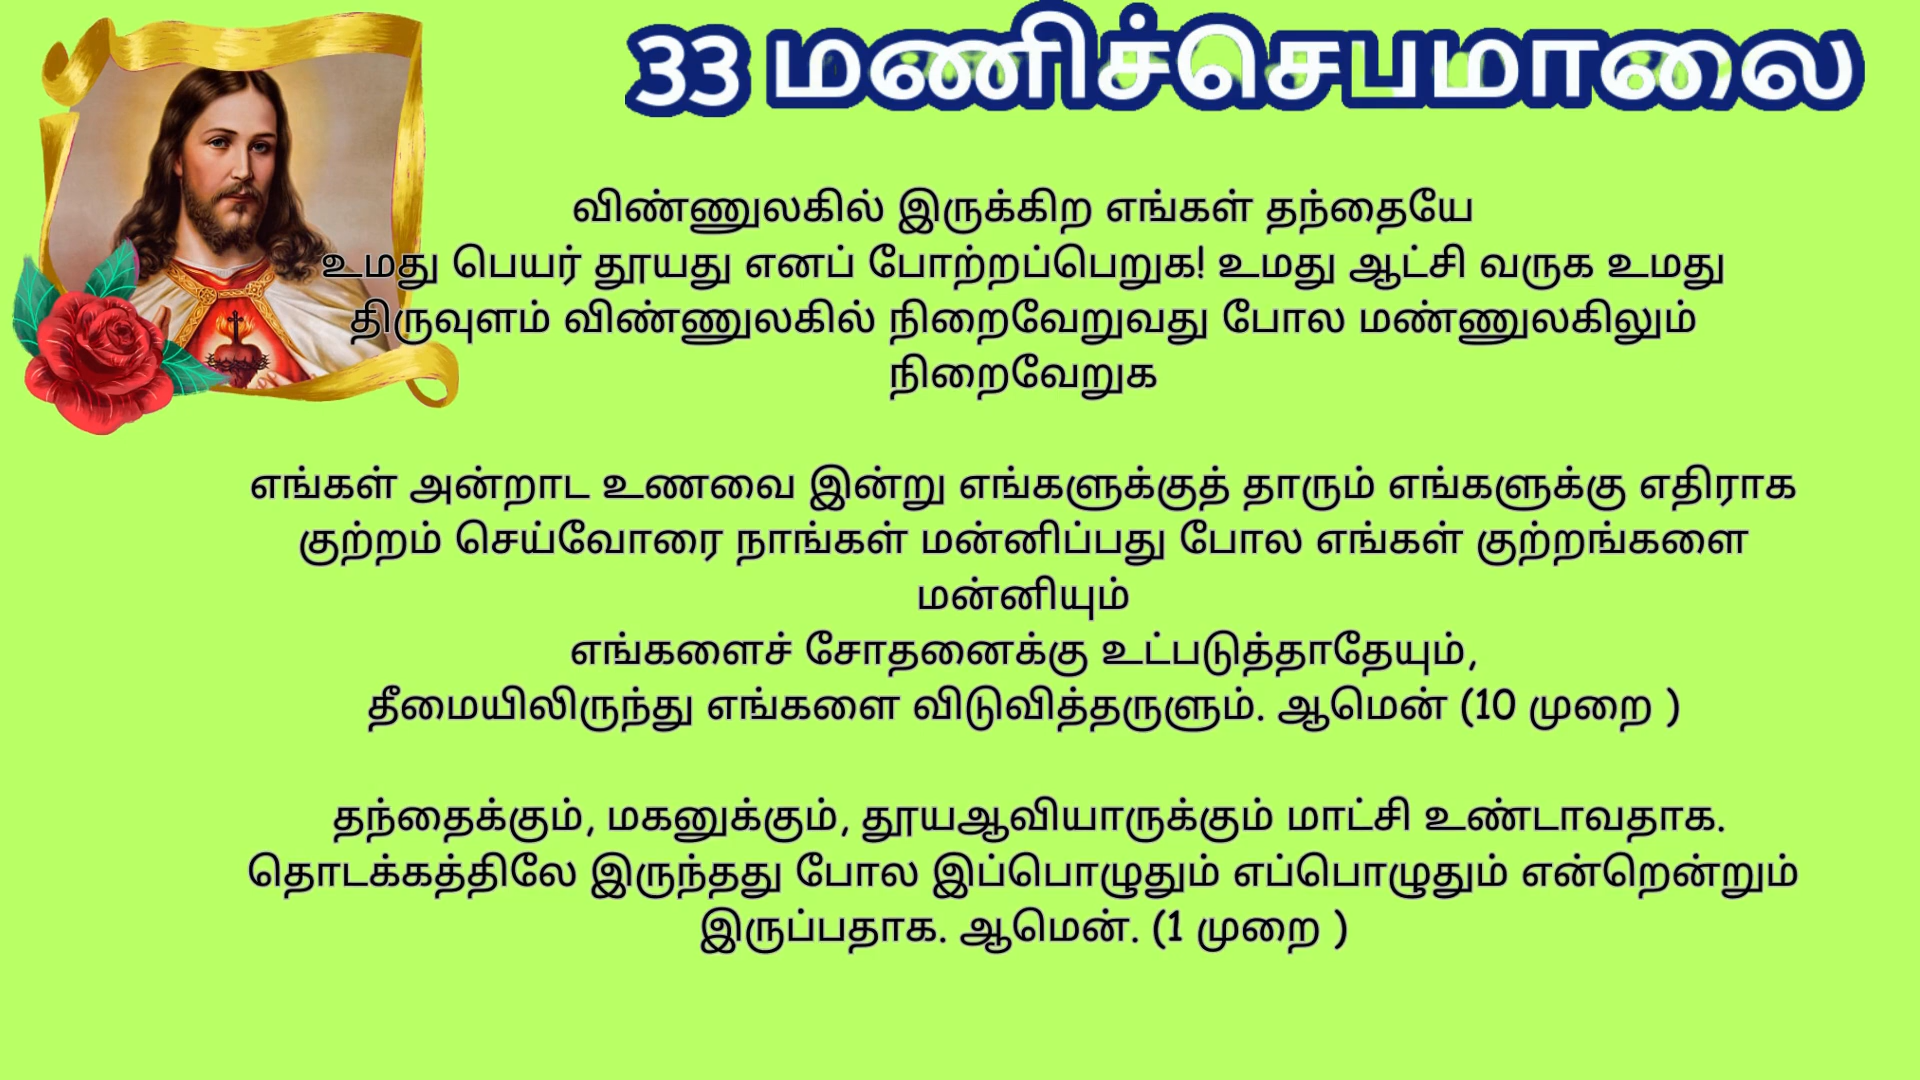 33 மணிச்செபமாலை
விண்ணுலகில் இருக்கிற எங்கள் தந்தையே
உமது பெயர் தூயது எனப் போற்றப்பெறுக! உமது ஆட்சி வருக உமது
திருவுளம் விண்ணுலகில் நிறைவேறுவது போல மண்ணுலகிலும்
நிறைவேறுக
எங்கள் அன்றாட உணவை இன்று எங்களுக்குத் தாரும் எங்களுக்கு எதிராக
குற்றம் செய்வோரை நாங்கள் மன்னிப்பது போல எங்கள் குற்றங்களை
மன்னியும்
எங்களைச் சோதனைக்கு உட்படுத்தாதேயும்,
தீமையிலிருந்து எங்களை விடுவித்தருளும். ஆமென் (10 முறை )
தந்தைக்கும், மகனுக்கும், தூயஆவியாருக்கும் மாட்சி உண்டாவதாக.
தொடக்கத்திலே இருந்தது போல இப்பொழுதும் எப்பொழுதும் என்றென்றும்
இருப்பதாக. ஆமென். (1 முறை )